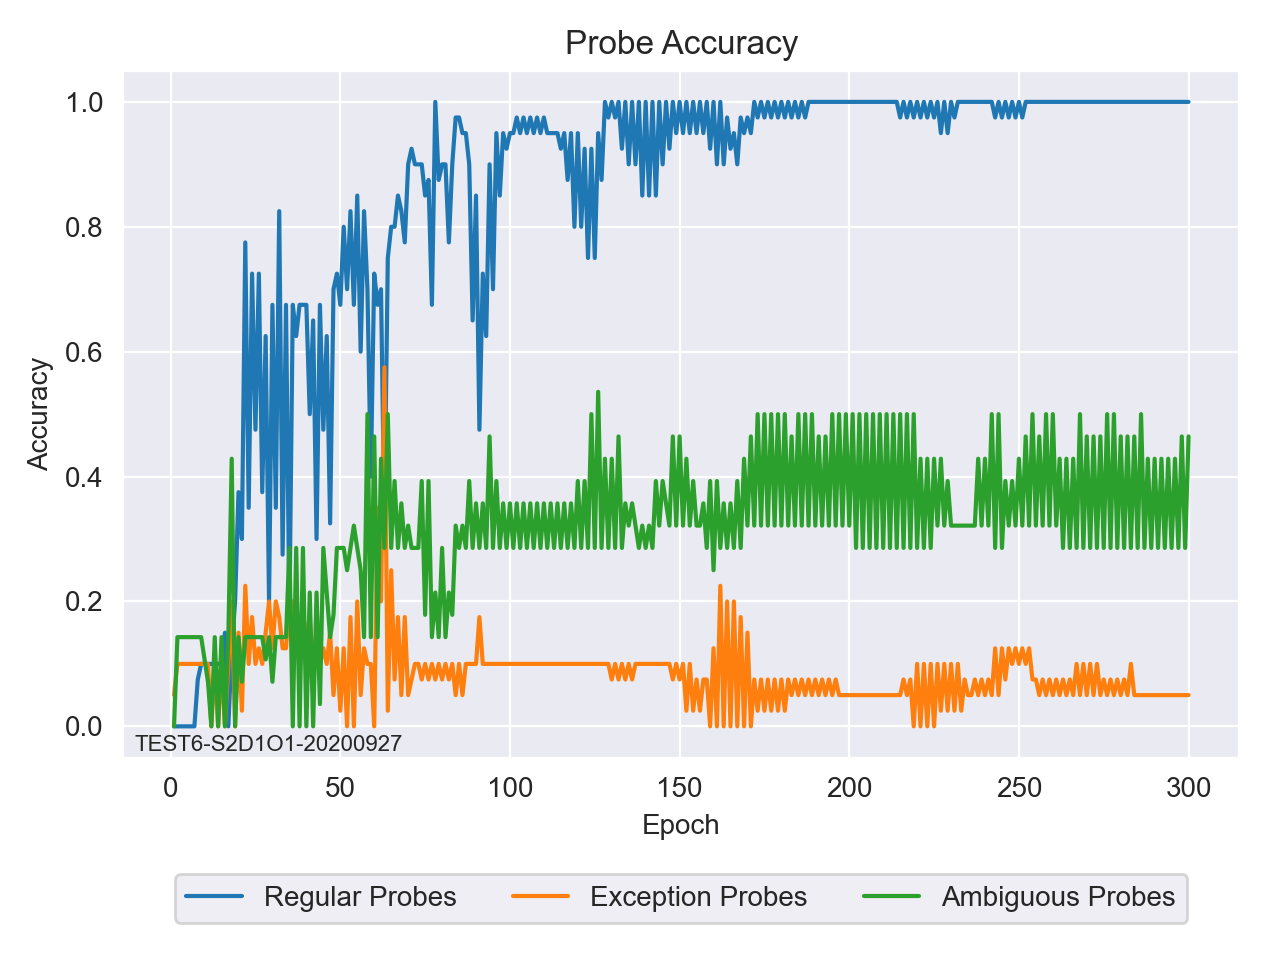 Probe Accuracy
1.0
0.8
0.6
0.4
0.2
0.0
Accuracy
TEST6-S2D1O1-20200927
0 50 100 150 200 250 300
Epoch
Regular Probes Exception Probes Ambiguous Probes